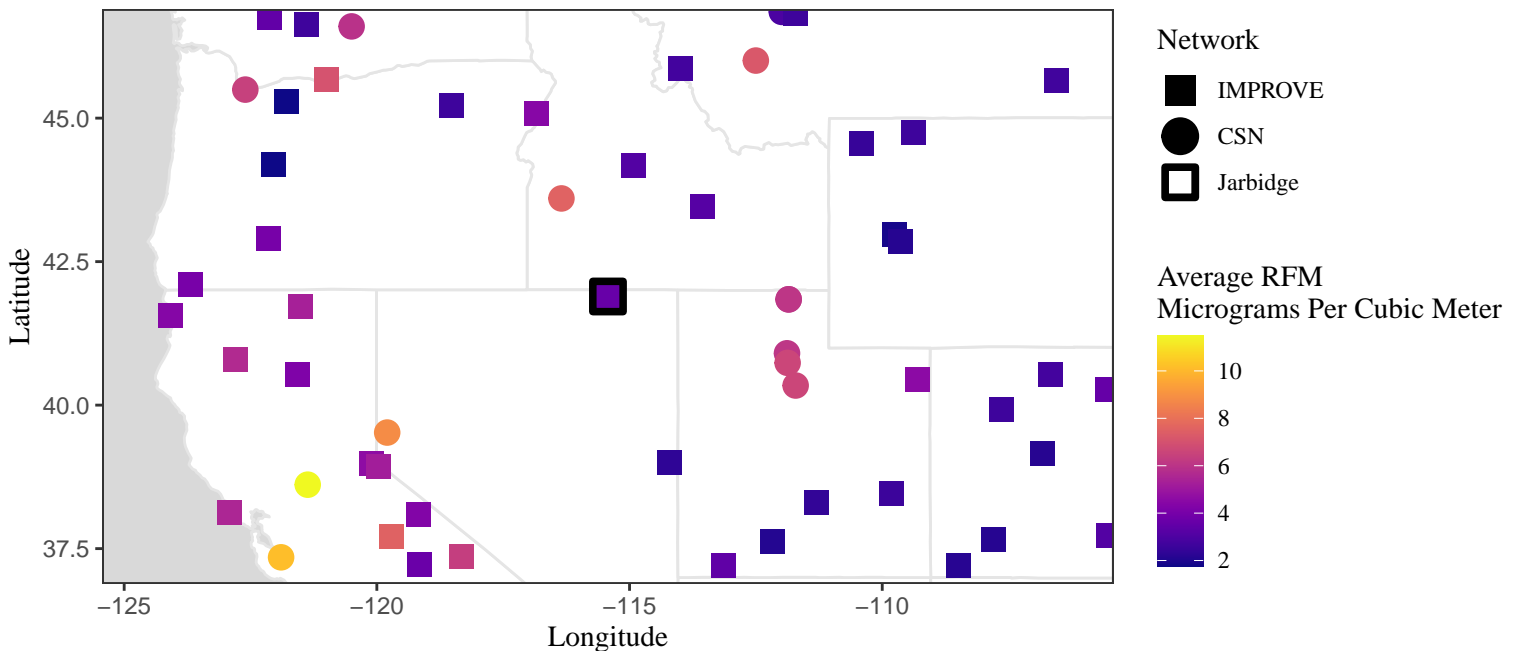 45.0
42.5
40.0
37.5
Latitude
−125
−120
−115
−110
Longitude
Network
IMPROVE
CSN
Jarbidge
Average RFM
Micrograms Per Cubic Meter
10
8
6
4
2